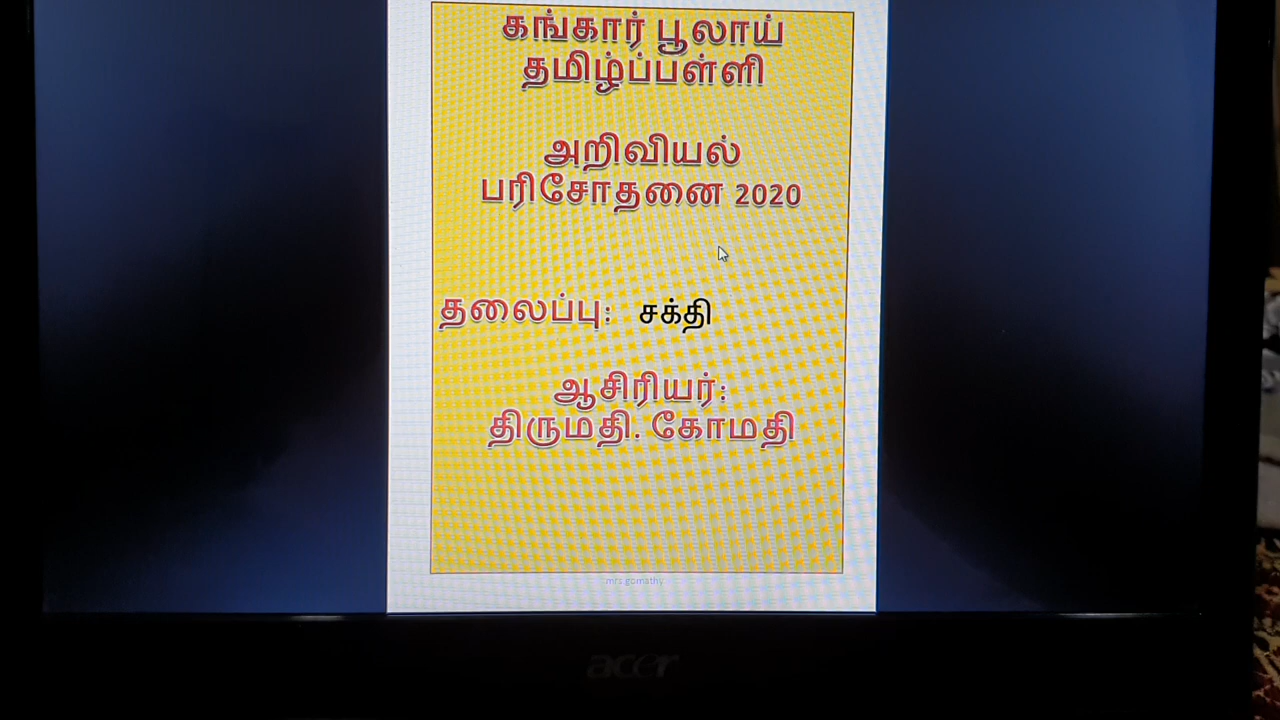 கங்கார் பூலாய்
தமிழ்ப்பள்ளி
அறிவியல்
பரிசோதனை 2020
தலைப்பு: சக்தி
ஆசிரியர்:
திருமதி. கோமதி
mrs gomathy
acer